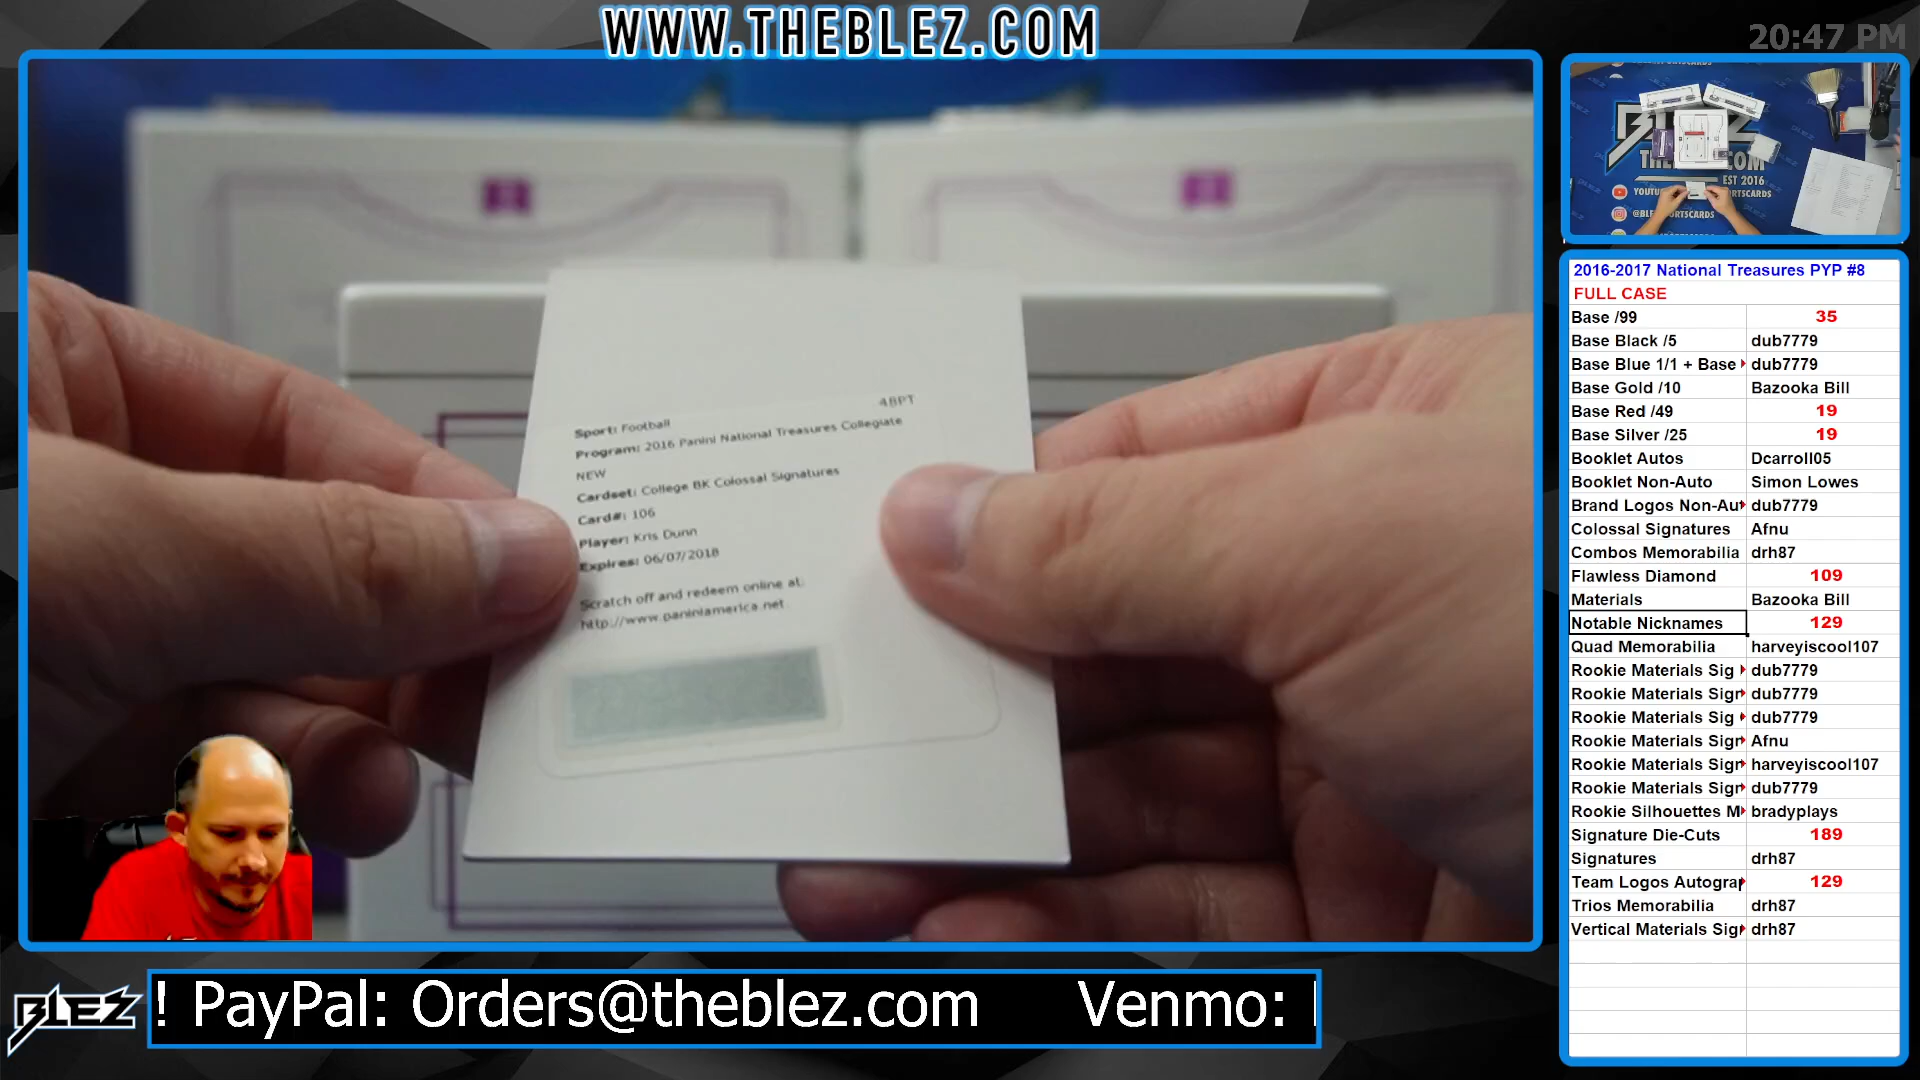 WWW.THEBLEZ.COM
20:47 PM
48PT
Sport: Football
Program: 2016 Panini National Treasures Collegiate
NEW
Cardset: College BK Colossal Signatures
Card#: 106
Player: Kris Dunn
Expires: 06/07/2018
Scratch off and redeem online at:
http://www.paniniamerica.net
BLEZ
EST 2016
2016-2017 National Treasures PYP #8
FULL CASE
Base /99 35
Base Black /5 dub7779
Base Blue 1/1 + Base dub7779
Base Gold /10 Bazooka Bill
Base Red /49 19
Base Silver /25 19
Booklet Autos Dcarroll05
Booklet Non-Auto Simon Lowes
Brand Logos Non-Au dub7779
Colossal Signatures Afnu
Combos Memorabilia drh87
Flawless Diamond 109
Materials Bazooka Bill
Notable Nicknames 129
Quad Memorabilia harveyiscool107
Rookie Materials Sig dub7779
Rookie Materials Sigr dub7779
Rookie Materials Sig dub7779
Rookie Materials Sigr Afnu
Rookie Materials Sigr harveyiscool107
Rookie Materials Sigr dub7779
Rookie Silhouettes M bradyplays
Signature Die-Cuts 189
Signatures drh87
Team Logos Autograp 129
Trios Memorabilia drh87
Vertical Materials Sig drh87
BLEZ
! PayPal: Orders@theblez.com Venmo: